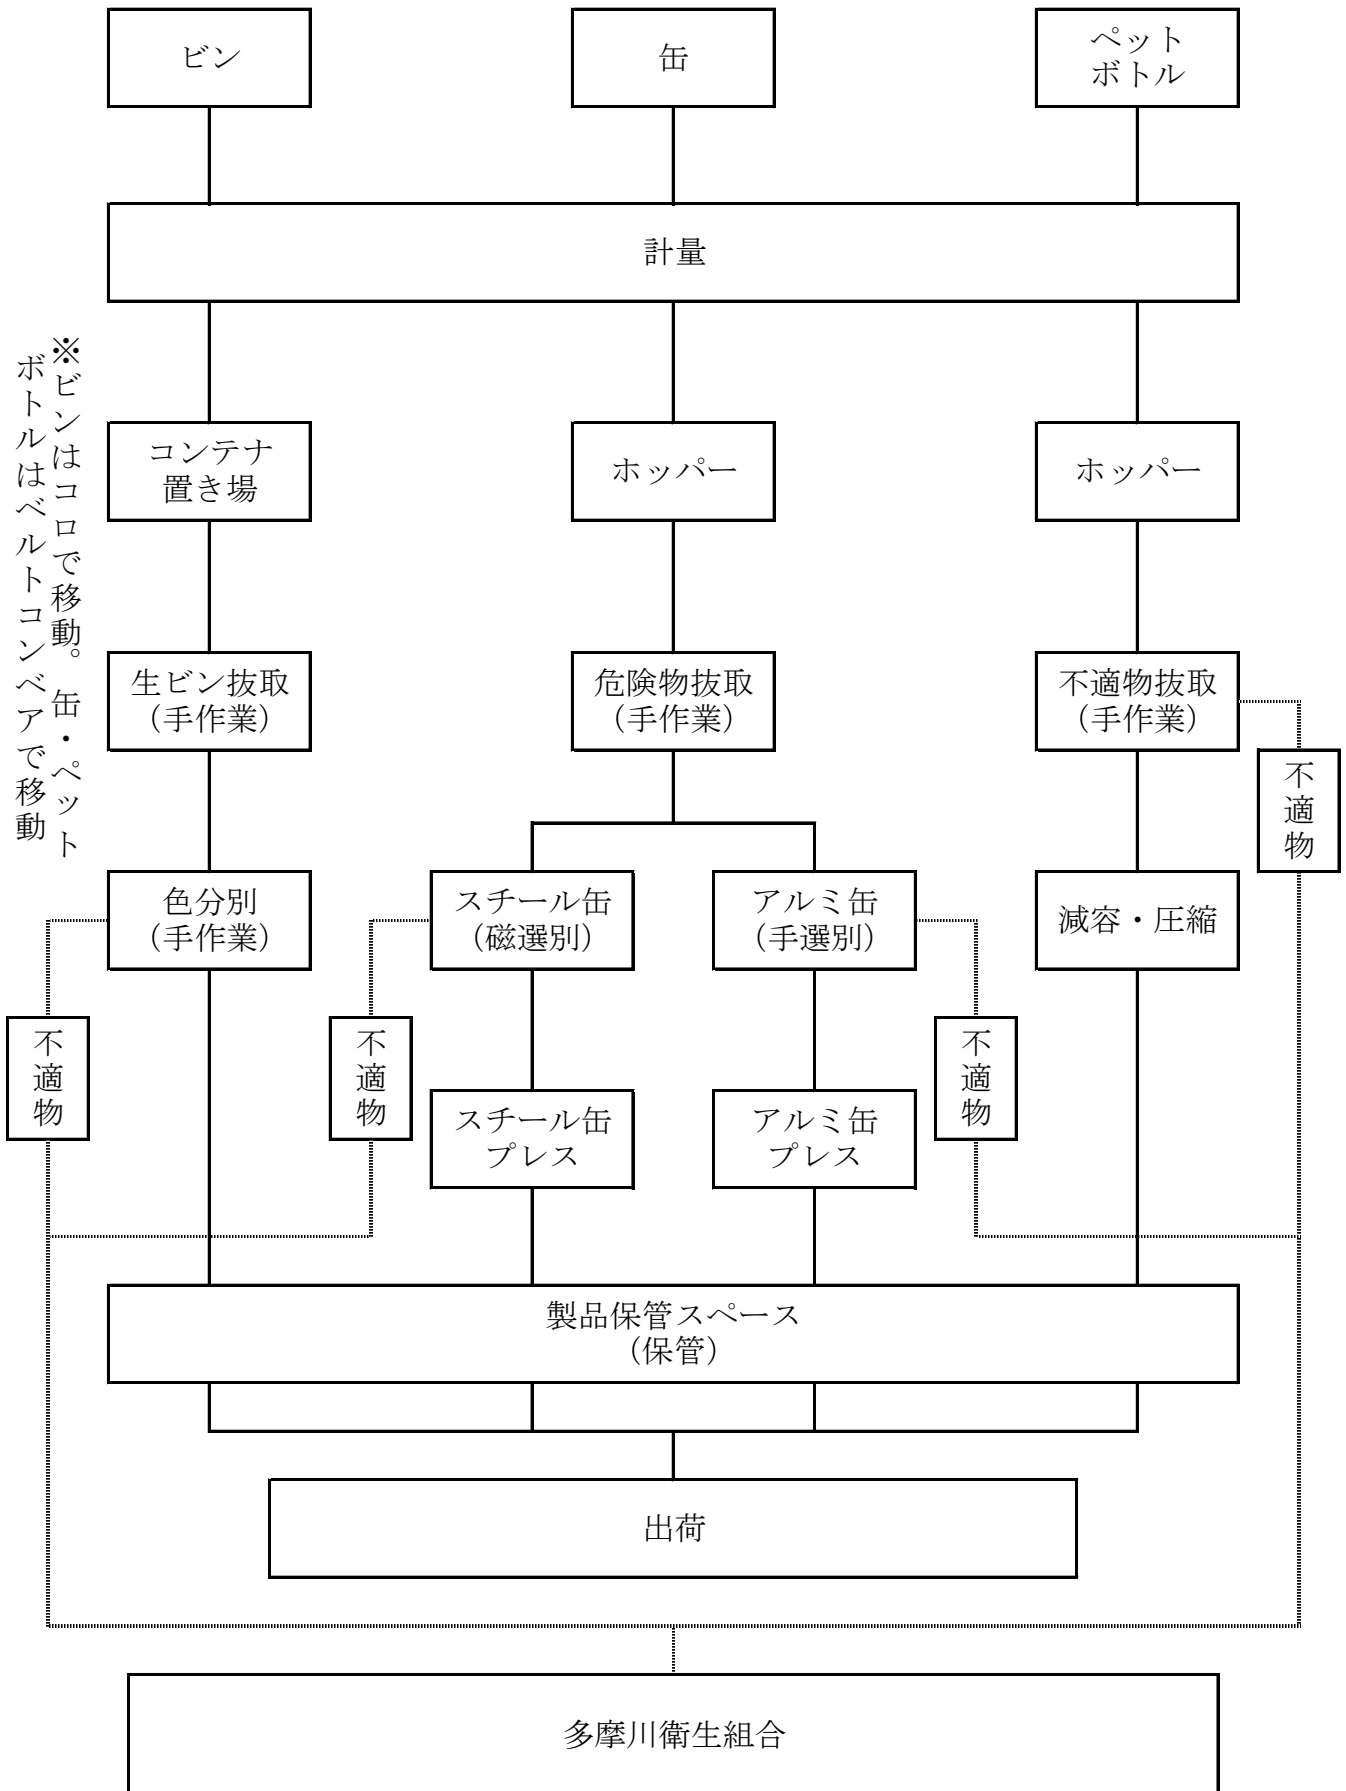 ビン
缶
ペット
ボトル
計量
※ビンはコロで移動。缶・ペット
ボトルはベルトコンベアで移動
コンテナ
置き場
ホッパー
ホッパー
生ビン抜取
（手作業）
危険物抜取
（手作業）
不適物抜取
（手作業）
不適物
色分別
（手作業）
スチール缶
（磁選別）
アルミ缶
（手選別）
減容・圧縮
不適物
不適物
スチール缶
プレス
アルミ缶
プレス
不適物
製品保管スペース
（保管）
出荷
多摩川衛生組合